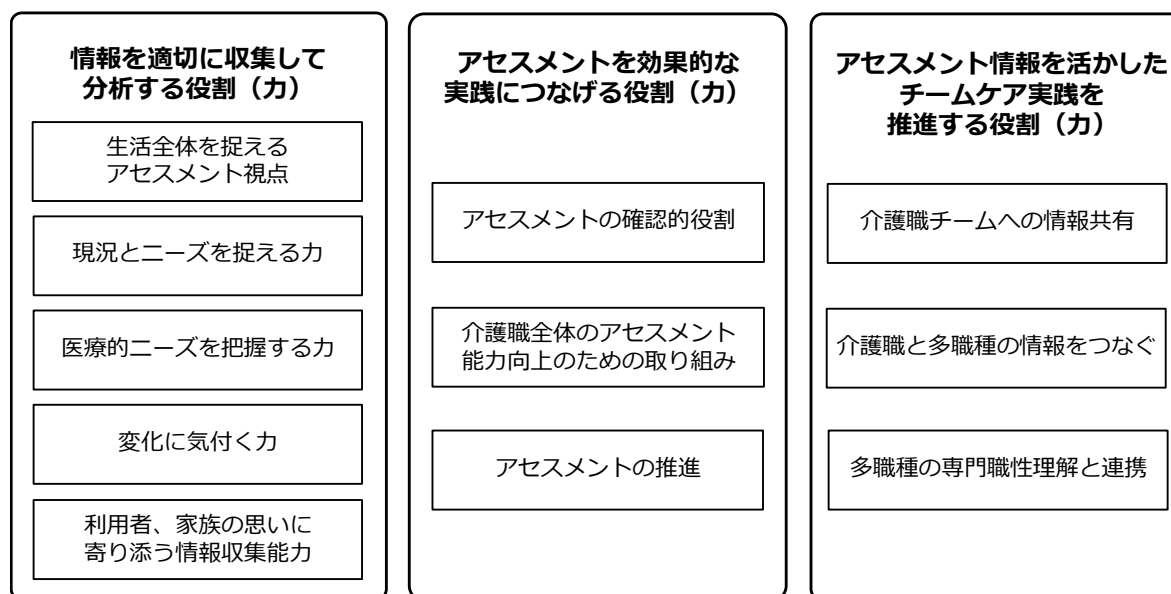 情報を適切に収集して
分析する役割（力）
生活全体を捉える
アセスメント視点
現況とニーズを捉える力
医療的ニーズを把握する力
変化に気付く力
利用者、家族の思いに
寄り添う情報収集能力
アセスメントを効果的な
実践につなげる役割（力）
アセスメントの確認的役割
介護職全体のアセスメント
能力向上のための取り組み
アセスメントの推進
アセスメント情報を活かした
チームケア実践を
推進する役割（力）
介護職チームへの情報共有
介護職と多職種の情報をつなぐ
多職種の専門職性理解と連携